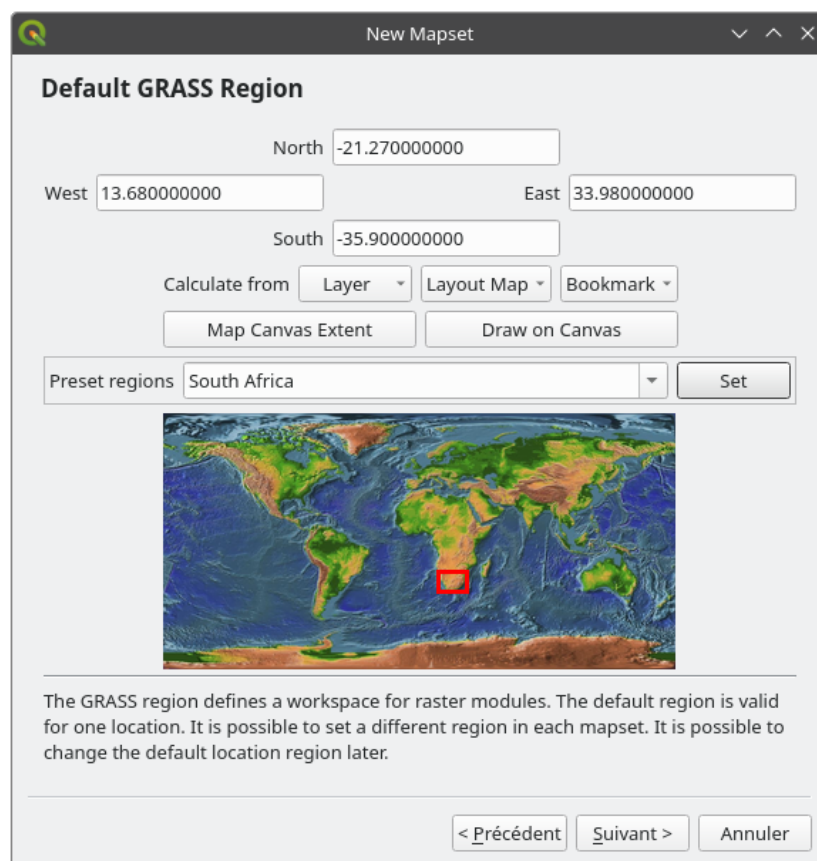 New Mapset
Default GRASS Region
North -21.270000000
West 13.680000000 East 33.980000000
South -35.900000000
Calculate from Layer Layout Map Bookmark
Map Canvas Extent Draw on Canvas
Preset regions South Africa Set
The GRASS region defines a workspace for raster modules. The default region is valid
for one location. It is possible to set a different region in each mapset. It is possible to
change the default location region later.
< Précédent Suivant > Annuler